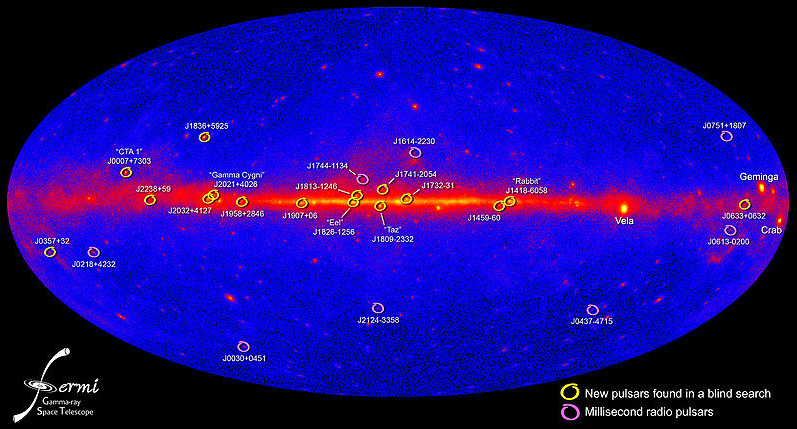 J1836+5925
J1614-2230
J0751+1807
"CTA 1"
J0007+7303
J1744-1134
"Gamma Cygni"
J2021+4026
J1813-1246
J1741-2054
J1732-31
"Rabbit"
J1418-6058
Geminga
J2238+59
J2032+4127
J1958+2846
J1907+06
"Eel"
J1826-1256
"Taz"
J1809-2332
J1459-60
Vela
J0633+0632
Crab
J0613-0200
J0357+32
J0218+4232
J2124-3358
J0437-4715
J0030+0451
Fermi
Gamma-ray
Space Telescope
New pulsars found in a blind search
Millisecond radio pulsars